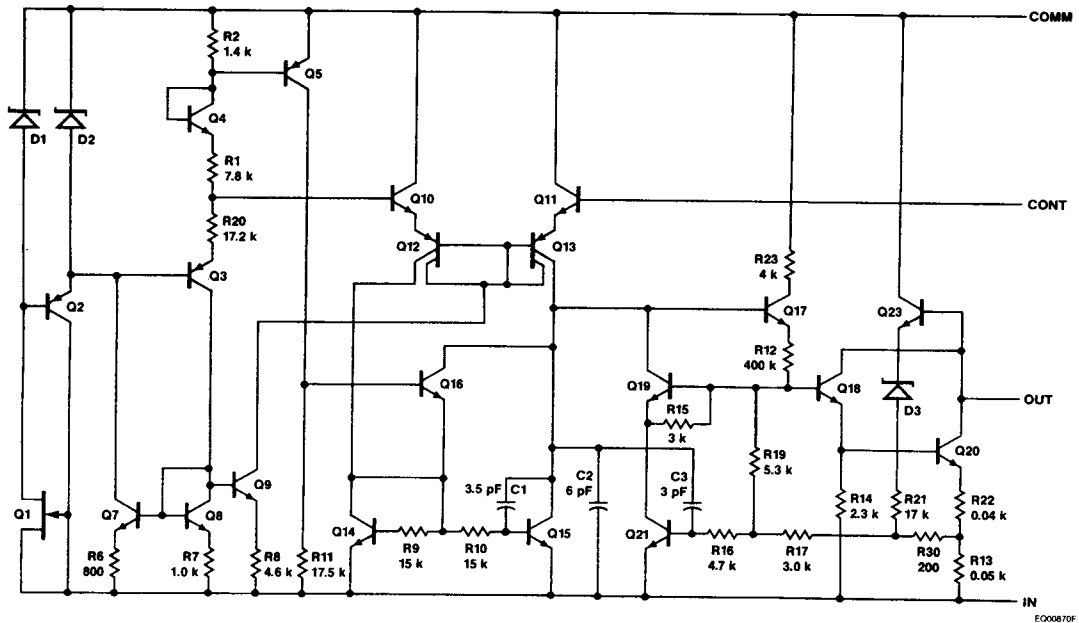 COMM
R2
1.4 k
Q5
Q4
D1
D2
R1
7.8 k
Q10
Q11
CONT
R20
17.2 k
Q12
Q13
Q3
R23
4 k
Q2
Q17
Q23
R12
400 k
Q16
Q19
Q18
R15
3 k
D3
OUT
R19
5.3 k
Q20
Q9
3.5 pF
C1
C2
6 pF
C3
3 pF
Q1
Q7
Q8
Q14
R9
15 k
R10
15 k
Q15
Q21
R16
4.7 k
R17
3.0 k
R14
2.3 k
R21
17 k
R22
0.04 k
R30
200
R13
0.05 k
R6
800
R7
1.0 k
R8
4.6 k
R11
17.5 k
IN
EQ00870F